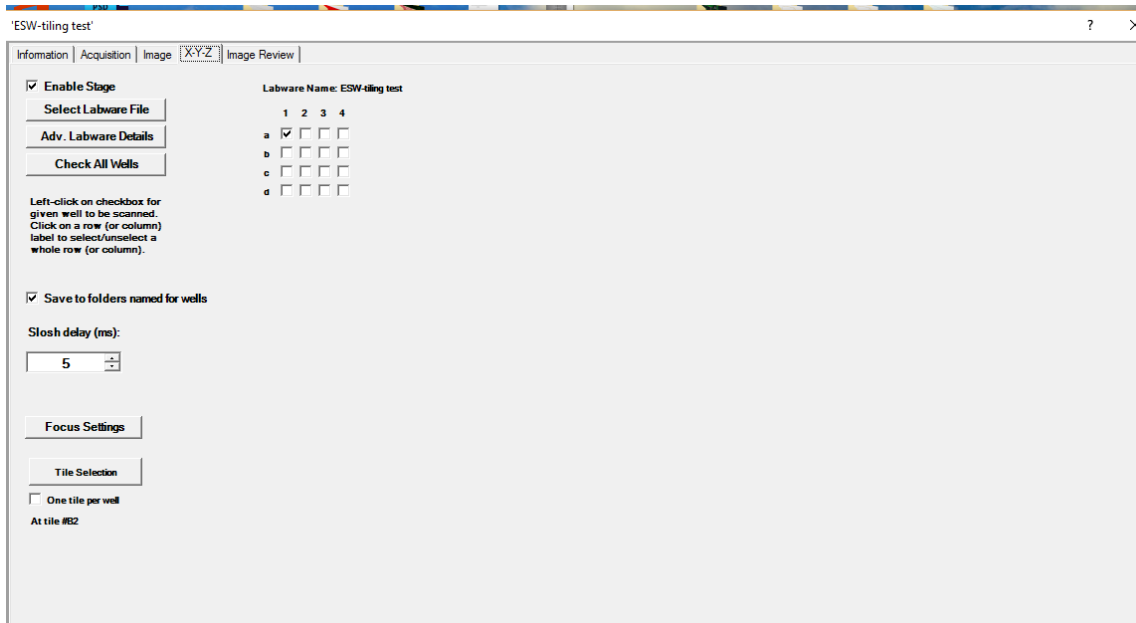 'ESW-tiling test'
?
Information Acquisition Image X-Y-Z Image Review
Enable Stage
Select Labware File
Adv. Labware Details
Check All Wells
Left-click on checkbox for
given well to be scanned.
Click on a row (or column)
label to select/unselect a
whole row (or column).
Save to folders named for wells
Slosh delay (ms):
5
Focus Settings
Tile Selection
One tile per well
At tile #B2
Labware Name: ESW-tiling test
1 2 3 4
a
b
c
d